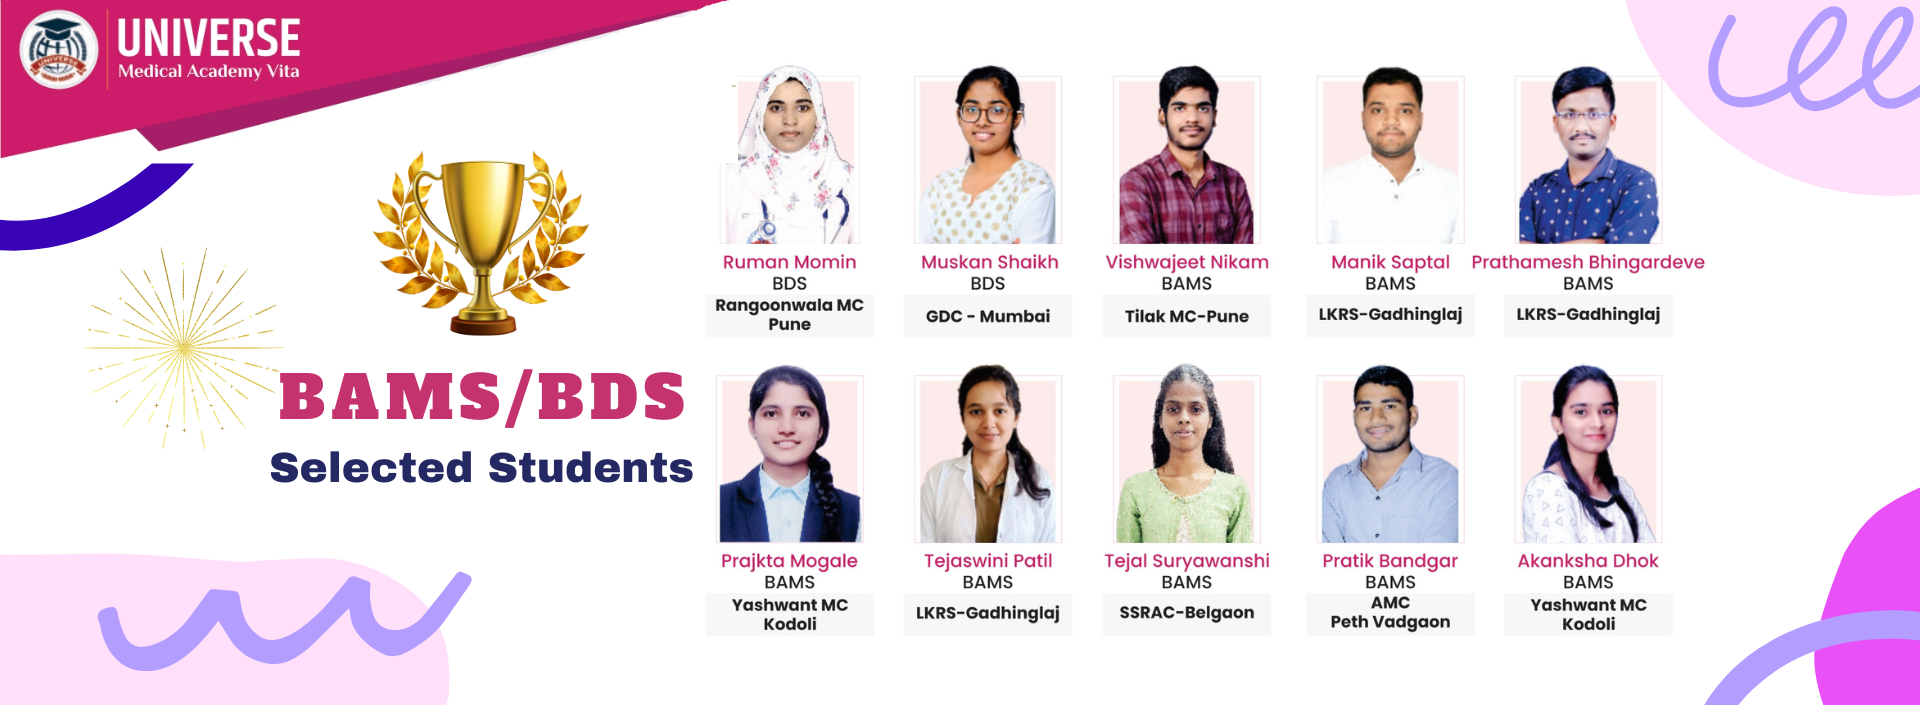 UNIVERSE
Medical Academy Vita
UNIVERSE
BAMS/BDS
Selected Students
Ruman Momin
BDS
Rangoonwala MC
Pune
Muskan Shaikh
BDS
GDC - Mumbai
Vishwajeet Nikam
BAMS
Tilak MC-Pune
Manik Saptal
BAMS
LKRS-Gadhinglaj
Prathamesh Bhingardeve
BAMS
LKRS-Gadhinglaj
Prajkta Mogale
BAMS
Yashwant MC
Kodoli
Tejaswini Patil
BAMS
LKRS-Gadhinglaj
Tejal Suryawanshi
BAMS
SSRAC-Belgaon
Pratik Bandgar
BAMS
AMC
Peth Vadgaon
Akanksha Dhok
BAMS
Yashwant MC
Kodoli